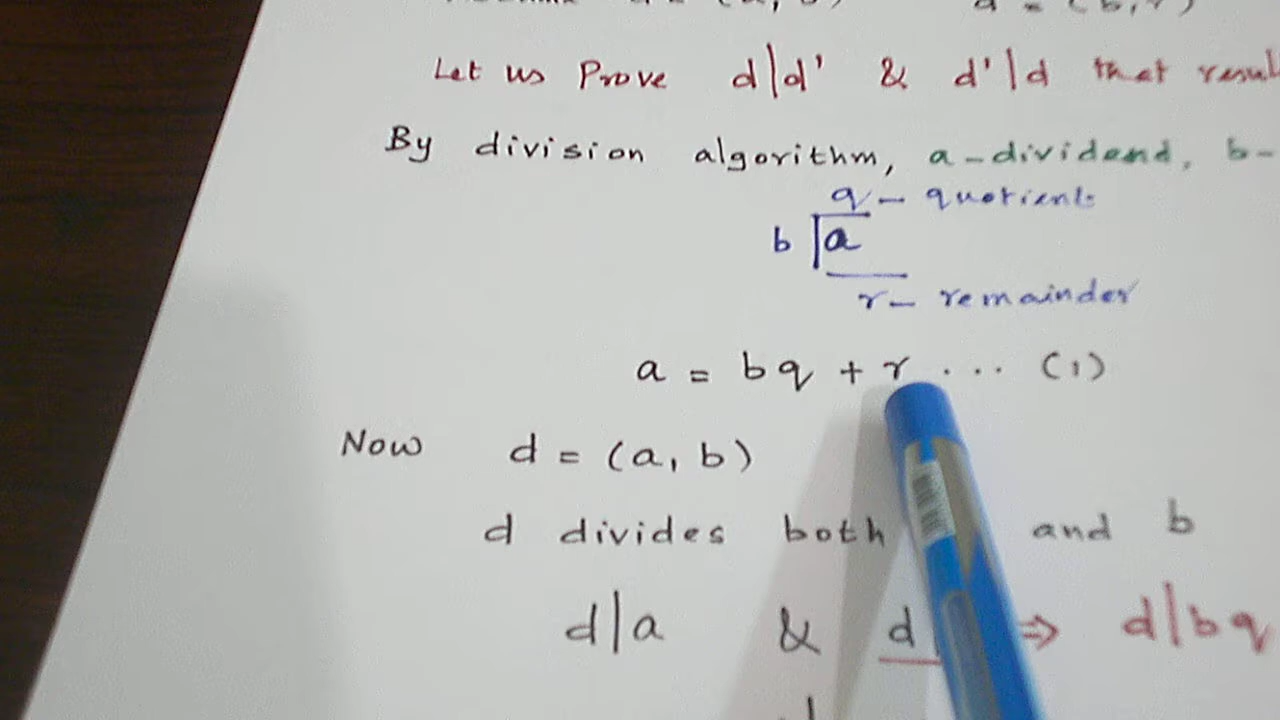 Let us Prove d|d' & d'|d that
By division algorithm, a-dividend, b-
q - quotient
b a
r - remainder
a = bq + r ... (1)
Now d = (a, b)
d divides both and b
d|a & d ⇒ d|bq